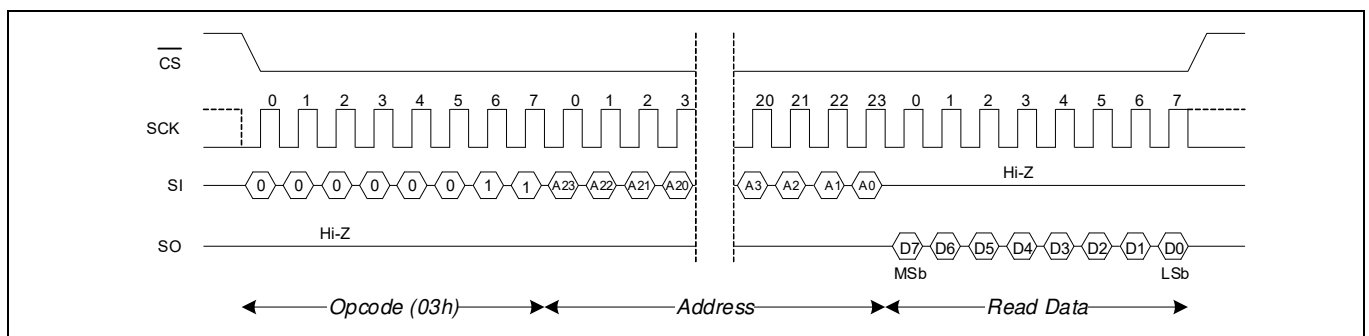 CS
0 1 2 3 4 5 6 7 0 1 2 3 20 21 22 23 0 1 2 3 4 5 6 7
SCK
SI 0 0 0 0 0 0 1 1 A23 A22 A21 A20 A3 A2 A1 A0 Hi-Z
SO Hi-Z D7 D6 D5 D4 D3 D2 D1 D0
MSb LSb
Opcode (03h) Address Read Data